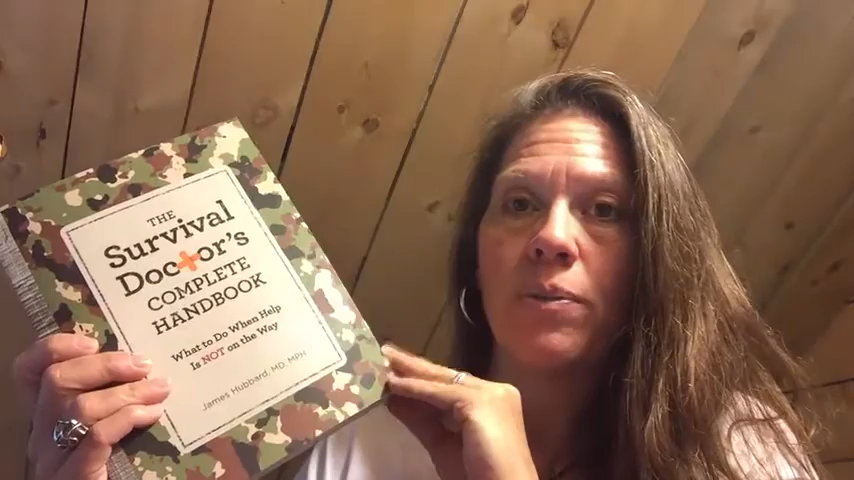 THE
Survival
Doctor's
COMPLETE
HANDBOOK
What to Do When Help
Is NOT on the Way
James Hubbard, MD, MPH